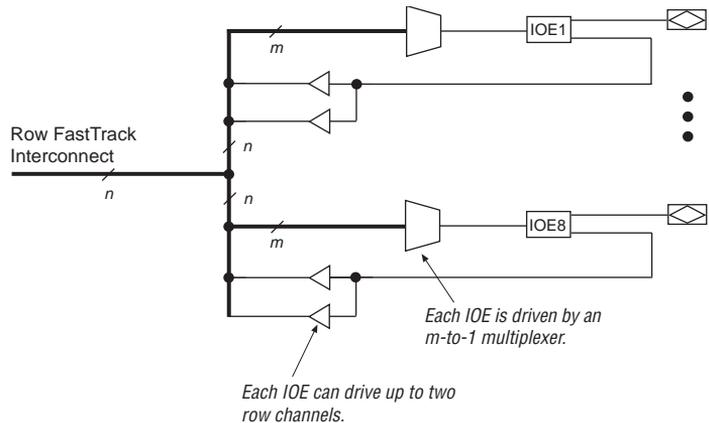 m
IOE1
Row FastTrack
Interconnect
n
n
n
m
IOE8
Each IOE is driven by an
m-to-1 multiplexer.
Each IOE can drive up to two
row channels.